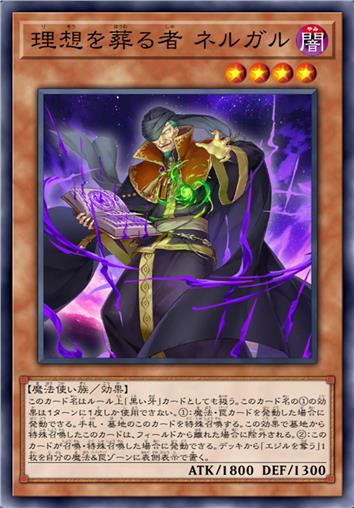 理想を葬る者 ネルガル
闇
【魔法使い族／効果】
このカード名はルール上「黒い牙」カードとしても扱う。このカード名の①の効
果は1ターンに1度しか使用できない。①：魔法・罠カードを発動した場合に
発動できる。手札・墓地のこのカードを特殊召喚する。この効果で墓地から
特殊召喚したこのカードは、フィールドから離れた場合に除外される。②：この
カードが召喚・特殊召喚した場合に発動できる。デッキから「エジルを奪う」1
枚を自分の魔法&罠ゾーンに表側表示で置く。
ATK/1800 DEF/1300